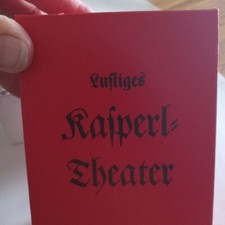 Luſtiges
Kaſperl-
Theater